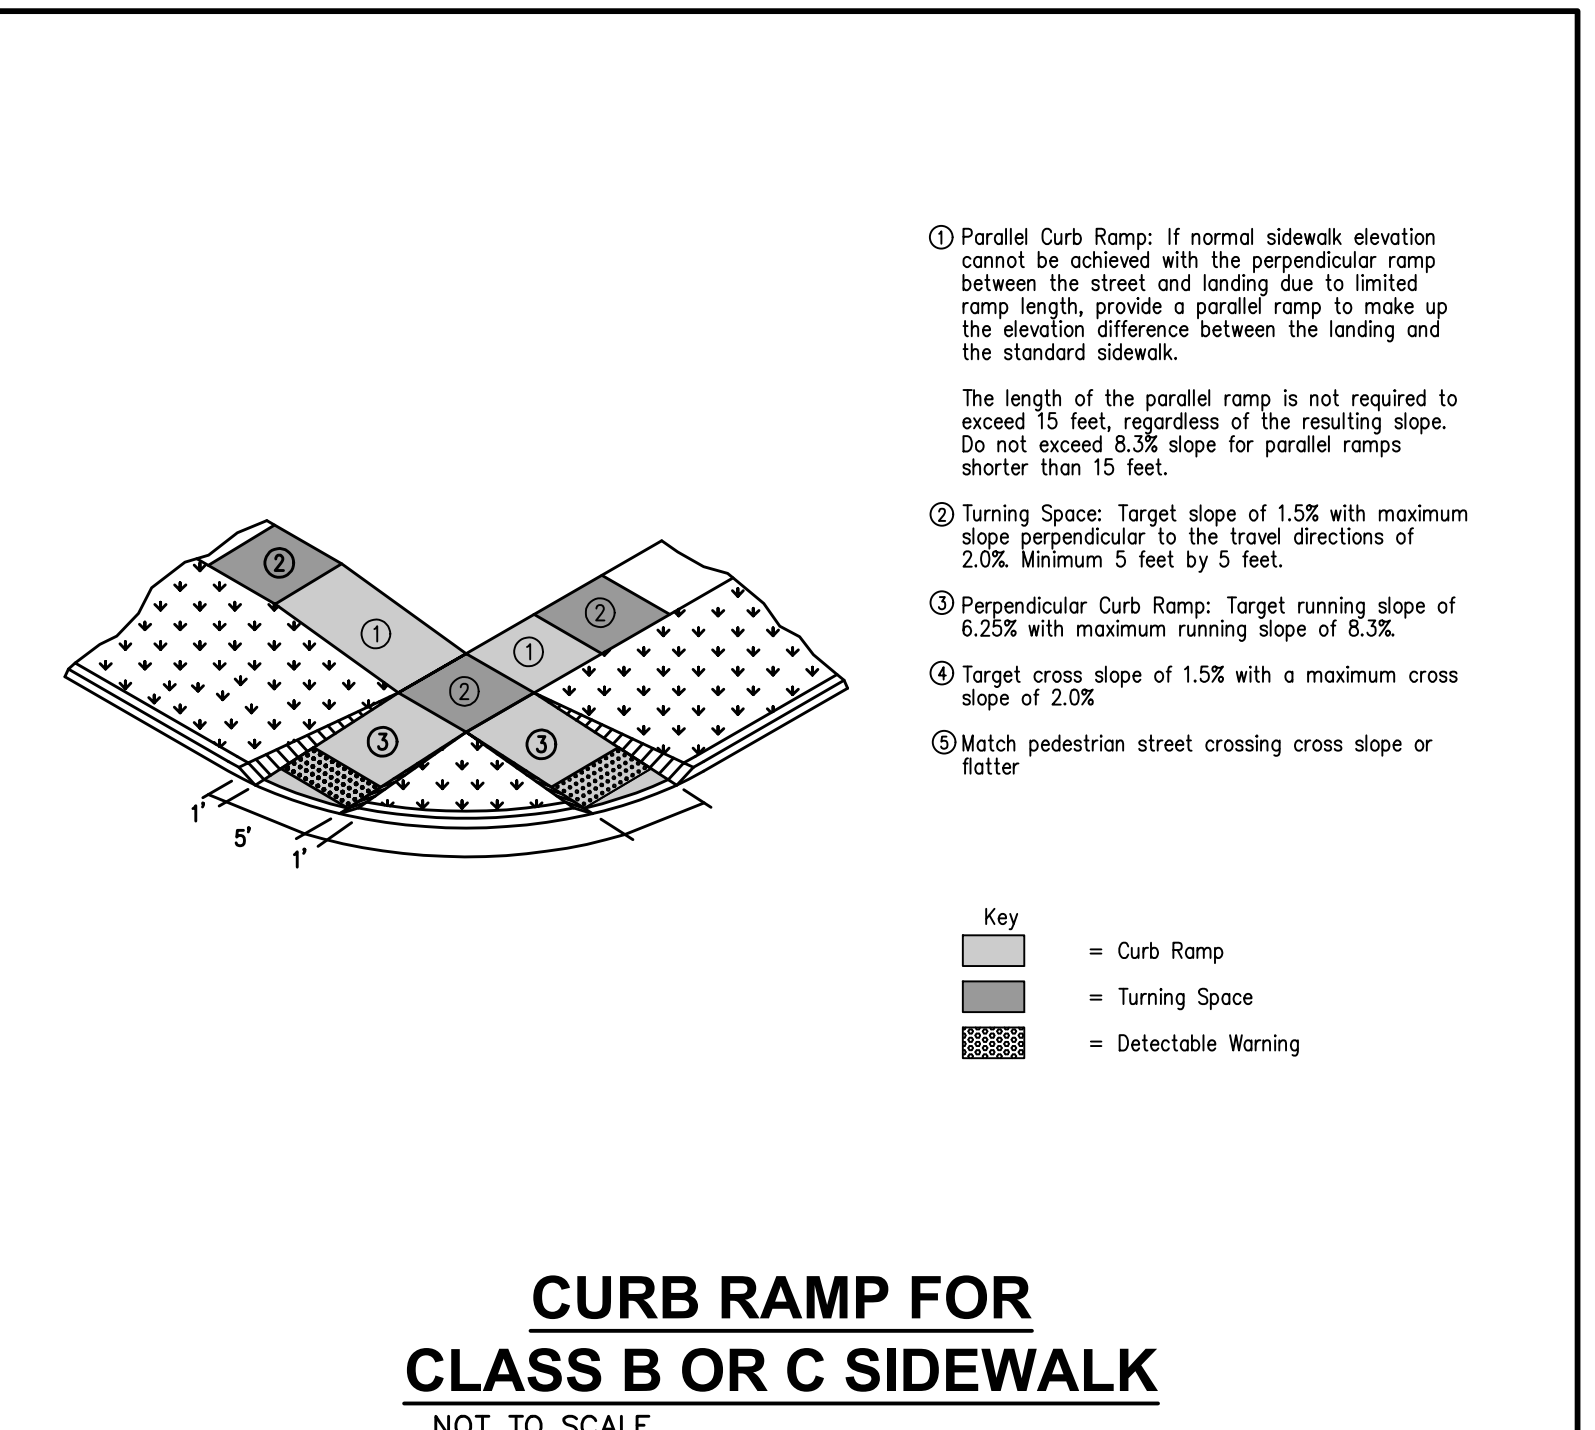 ① Parallel Curb Ramp: If normal sidewalk elevation
cannot be achieved with the perpendicular ramp
between the street and landing due to limited
ramp length, provide a parallel ramp to make up
the elevation difference between the landing and
the standard sidewalk.
The length of the parallel ramp is not required to
exceed 15 feet, regardless of the resulting slope.
Do not exceed 8.3% slope for parallel ramps
shorter than 15 feet.
② Turning Space: Target slope of 1.5% with maximum
slope perpendicular to the travel directions of
2.0%. Minimum 5 feet by 5 feet.
③ Perpendicular Curb Ramp: Target running slope of
6.25% with maximum running slope of 8.3%.
④ Target cross slope of 1.5% with a maximum cross
slope of 2.0%
⑤ Match pedestrian street crossing cross slope or
flatter
②
①
②
①
②
③
③
1'
5'
1'
Key
= Curb Ramp
= Turning Space
= Detectable Warning
CURB RAMP FOR
CLASS B OR C SIDEWALK
NOT TO SCALE